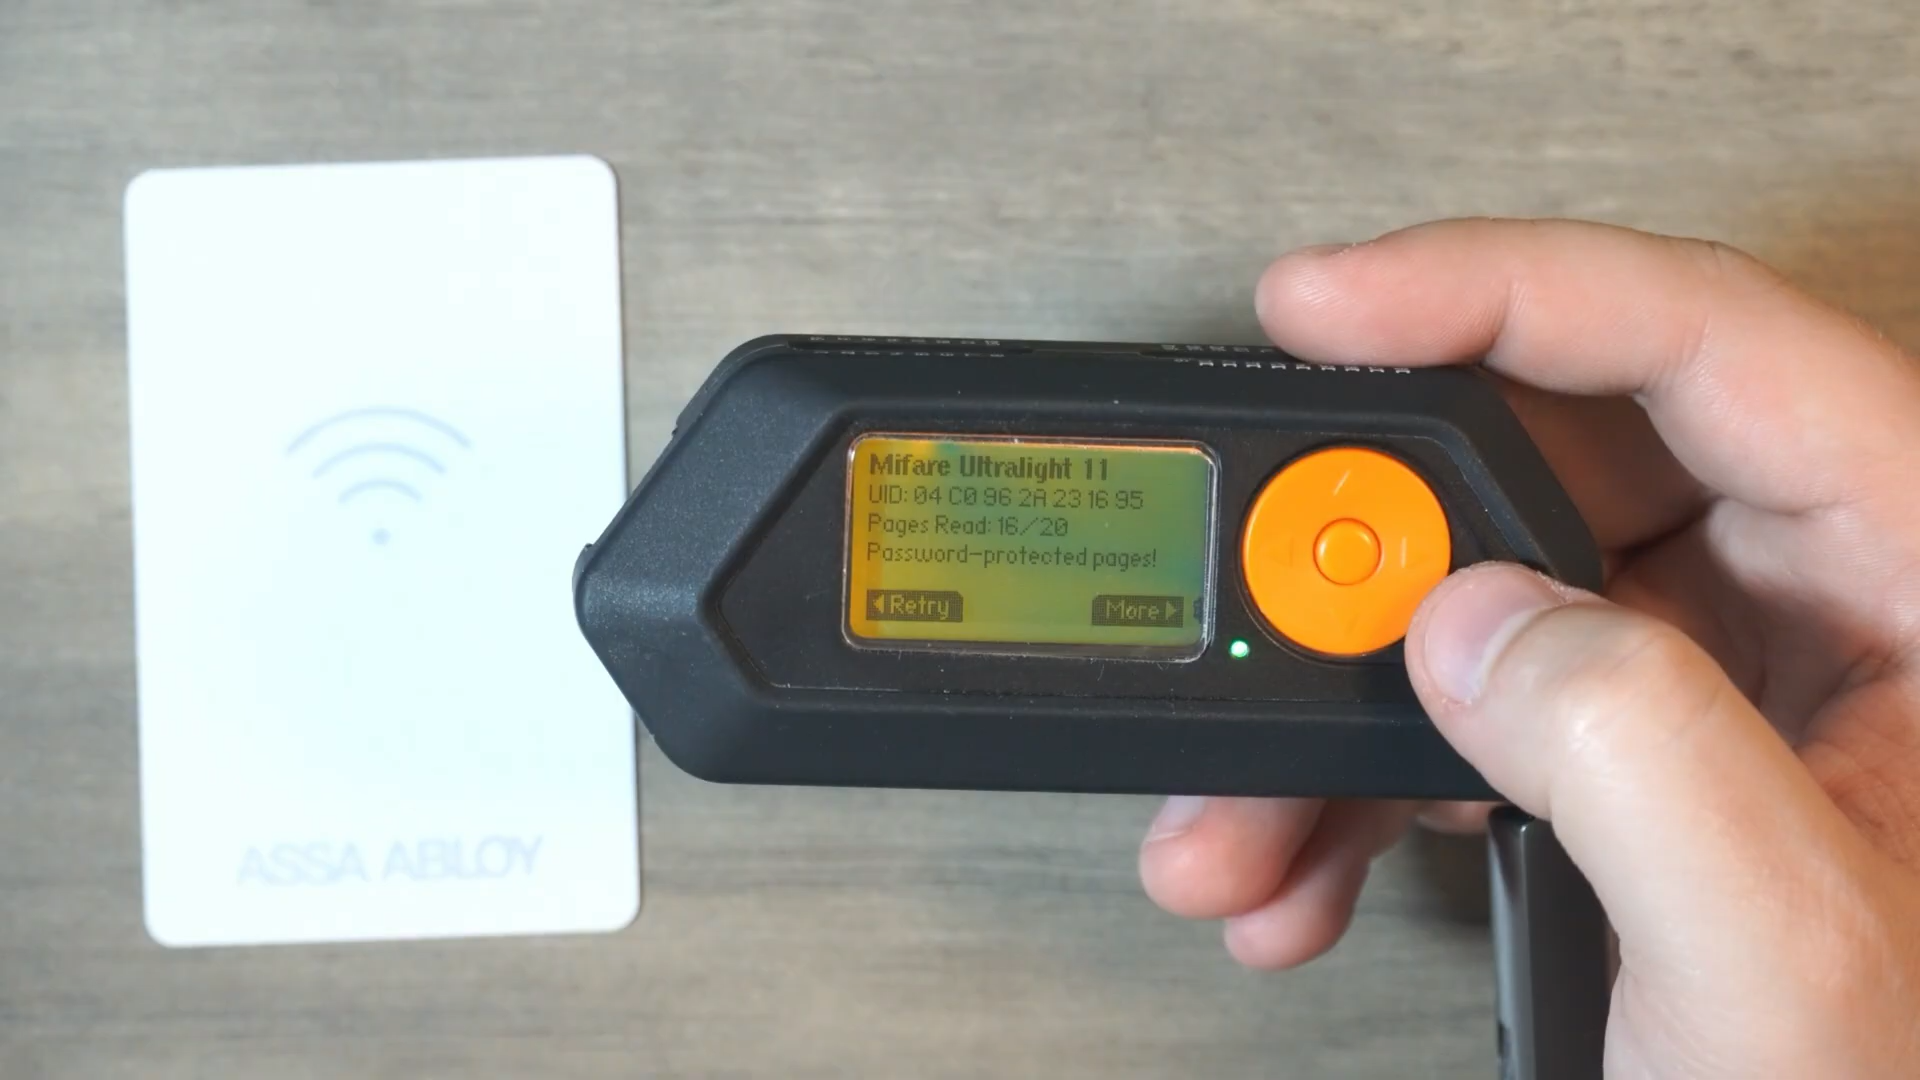 Mifare Ultralight 11
UID: 04 C0 96 2A 23 16 95
Pages Read: 16/20
Password-protected pages!
Retry
More
ASSA ABLOY